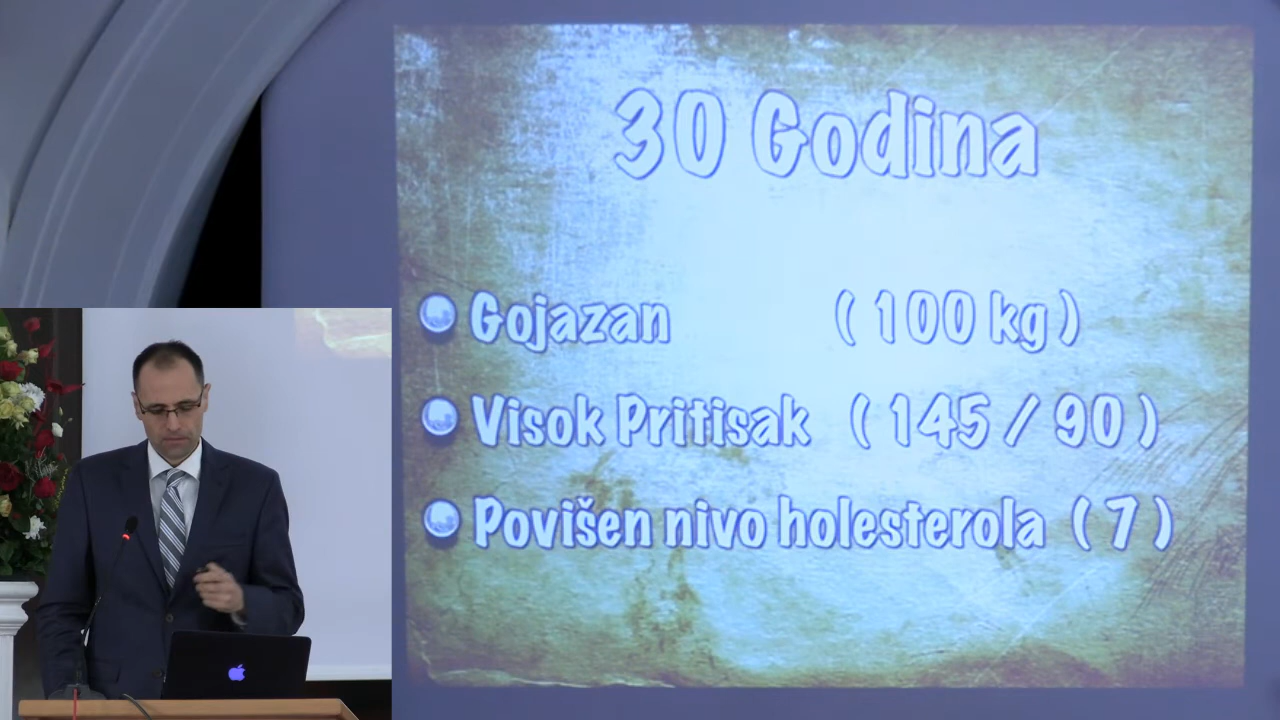 30 Godina
Gojazan ( 100 kg )
Visok Pritisak ( 145 / 90 )
Povišen nivo holesterola ( 7 )